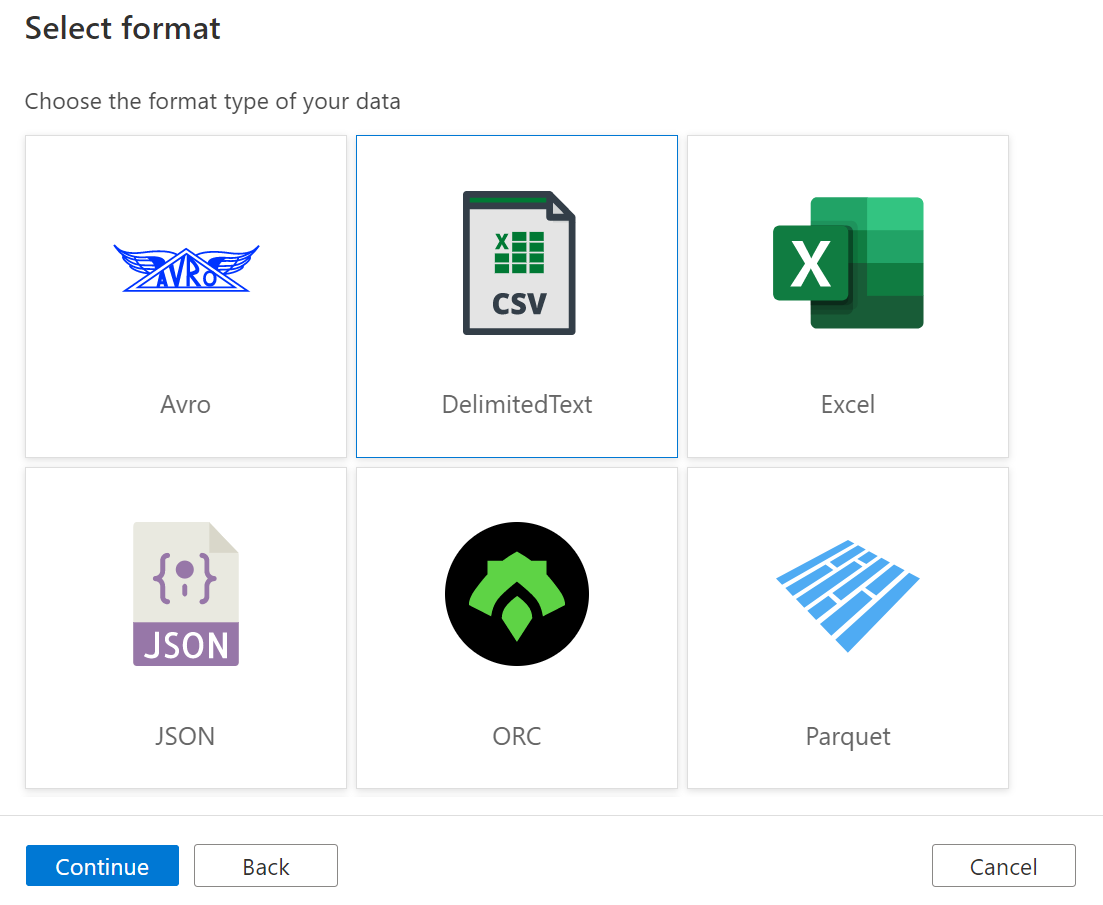 Select format
Choose the format type of your data
AVRO
X
CSV
X
Avro
DelimitedText
Excel
{ }
JSON
JSON
ORC
Parquet
Continue
Back
Cancel